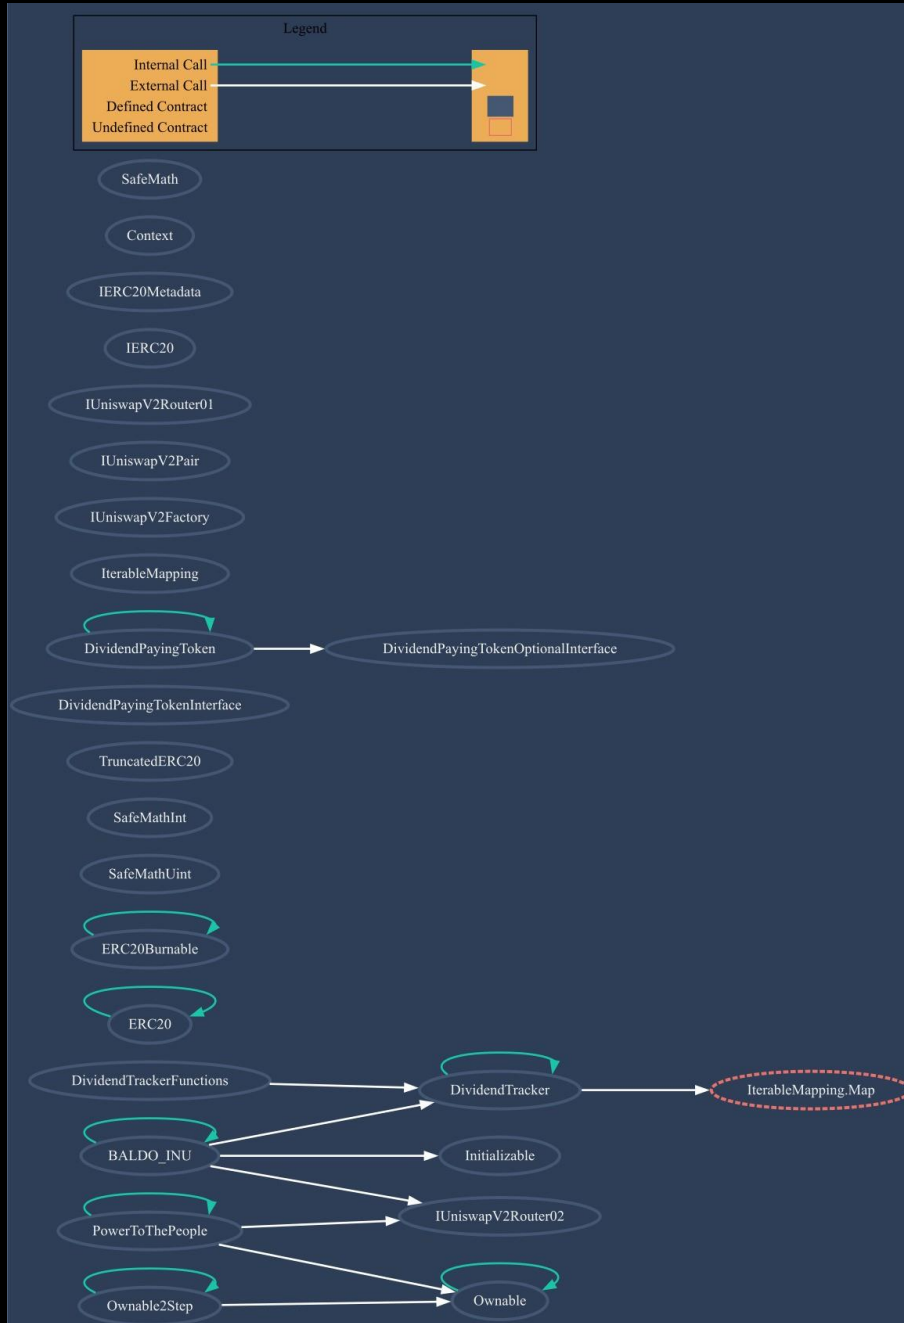 Legend
Internal Call
External Call
Defined Contract
Undefined Contract
SafeMath
Context
IERC20Metadata
IERC20
IUniswapV2Router01
IUniswapV2Pair
IUniswapV2Factory
IterableMapping
DividendPayingToken
DividendPayingTokenOptionalInterface
DividendPayingTokenInterface
TruncatedERC20
SafeMathInt
SafeMathUint
ERC20Burnable
ERC20
DividendTrackerFunctions
DividendTracker
IterableMapping.Map
BALDO_INU
Initializable
PowerToThePeople
IUniswapV2Router02
Ownable2Step
Ownable